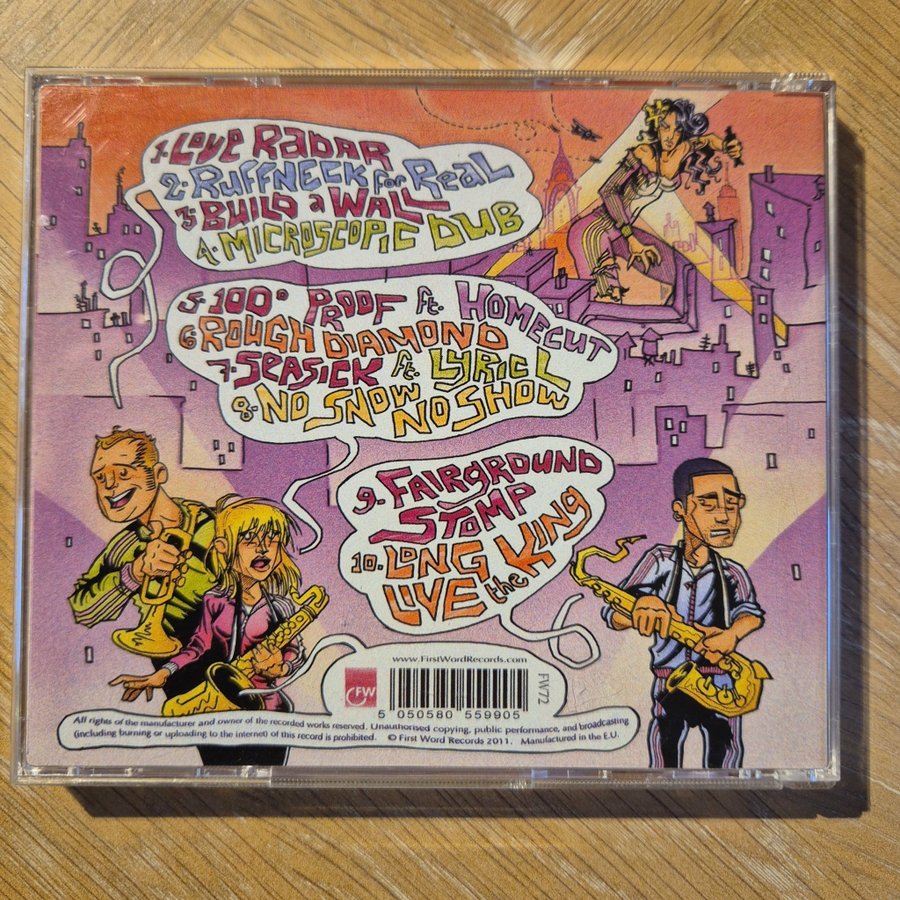 1. Love Radar
2. Ruffneck for Real
3. Build a Wall
4. Microscopic Dub
5. 100° Proof ft. Homecut
6 Rough Diamond
7. Seasick ft. Lyric L
8. No Snow No Show
9. Fairground
Stomp
10. Long
Live the King
www.FirstWordRecords.com
FW
FW72
5 050580 559905
All rights of the manufacturer and owner of the recorded works reserved. Unauthorised copying, public performance, and broadcasting
(including burning or uploading to the internet) of this record is prohibited. © First Word Records 2011. Manufactured in the E.U.